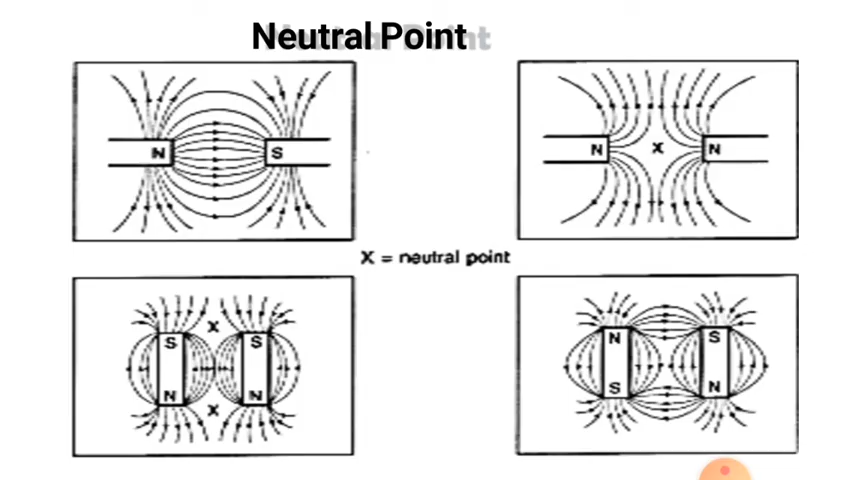 Neutral Point
N S
N X N
X = neutral point
X
S S
N N
X
N S
S N